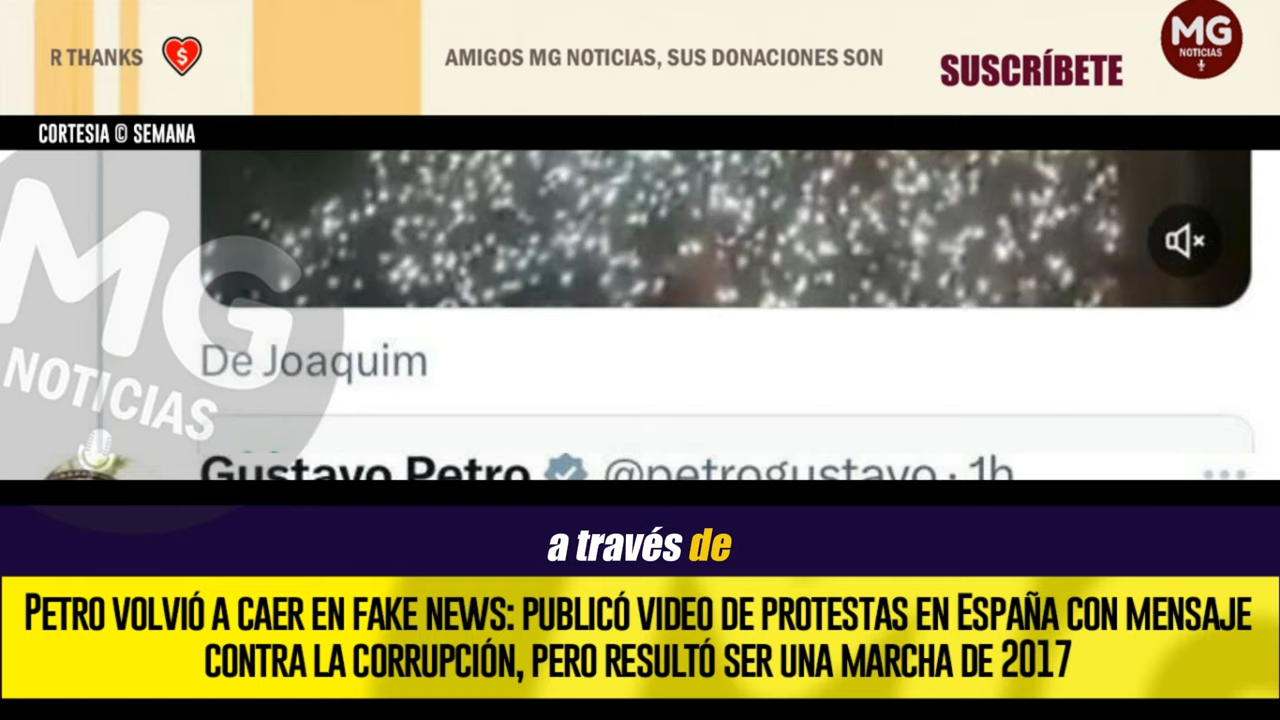 R THANKS
AMIGOS MG NOTICIAS, SUS DONACIONES SON
SUSCRÍBETE
MG
NOTICIAS
CORTESIA © SEMANA
MG
NOTICIAS
De Joaquim
Gustavo Petro @petrogustavo · 1h
a través de
PETRO VOLVIÓ A CAER EN FAKE NEWS: PUBLICÓ VIDEO DE PROTESTAS EN ESPAÑA CON MENSAJE
CONTRA LA CORRUPCIÓN, PERO RESULTÓ SER UNA MARCHA DE 2017